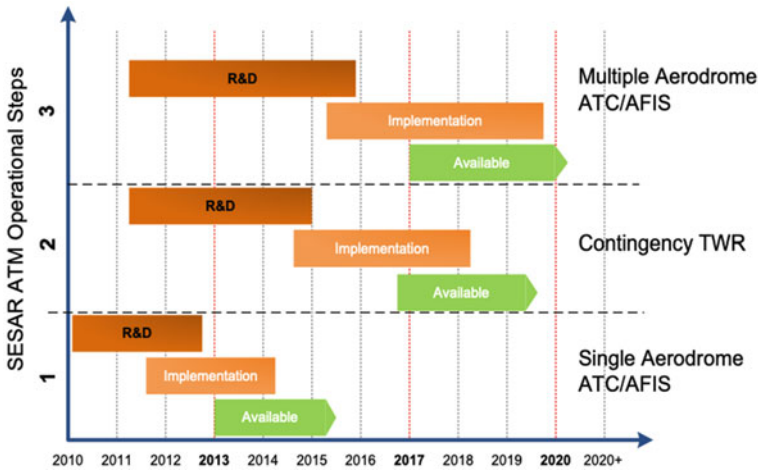 SESAR ATM Operational Steps
3
R&D
Implementation
Available
Multiple Aerodrome
ATC/AFIS
2
R&D
Implementation
Available
Contingency TWR
1
R&D
Implementation
Available
Single Aerodrome
ATC/AFIS
2010 2011 2012 2013 2014 2015 2016 2017 2018 2019 2020 2020+